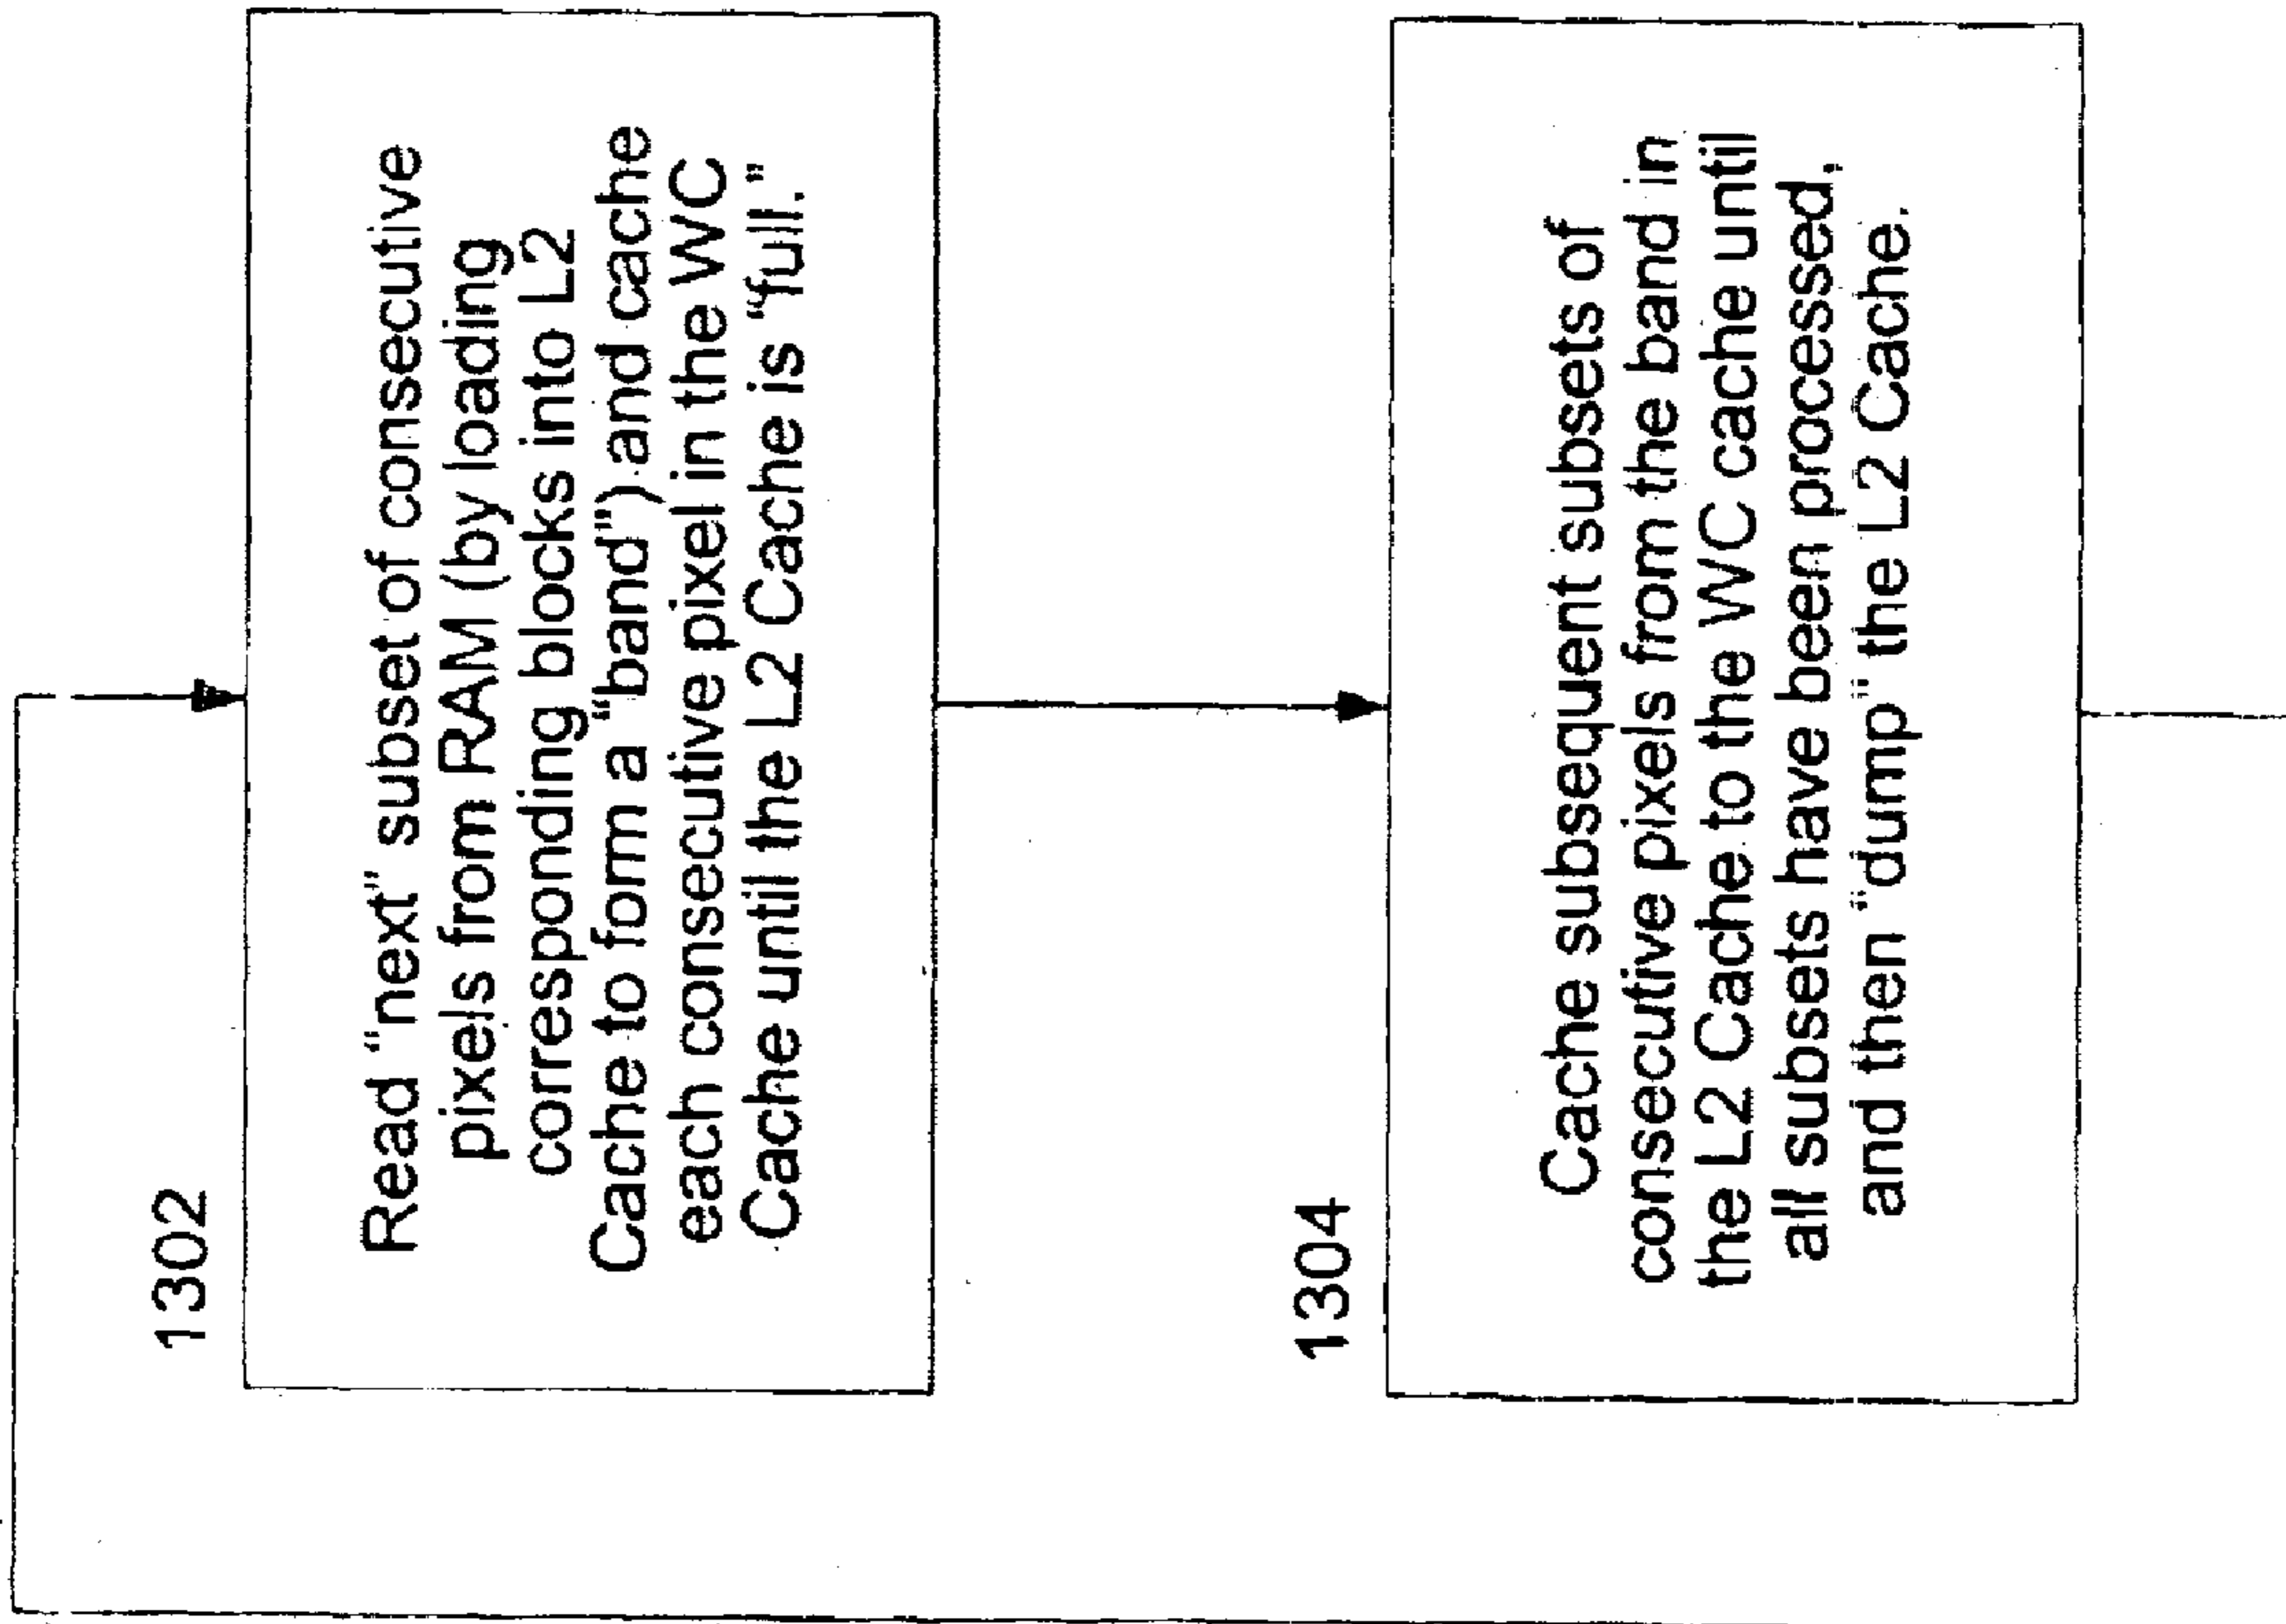 1302
Read "next" subset of consecutive
pixels from RAM (by loading
corresponding blocks into L2
Cache to form a "band") and cache
each consecutive pixel in the WC
Cache until the L2 Cache is "full."
1304
Cache subsequent subsets of
consecutive pixels from the band in
the L2 Cache to the WC cache until
all subsets have been processed,
and then "dump" the L2 Cache.